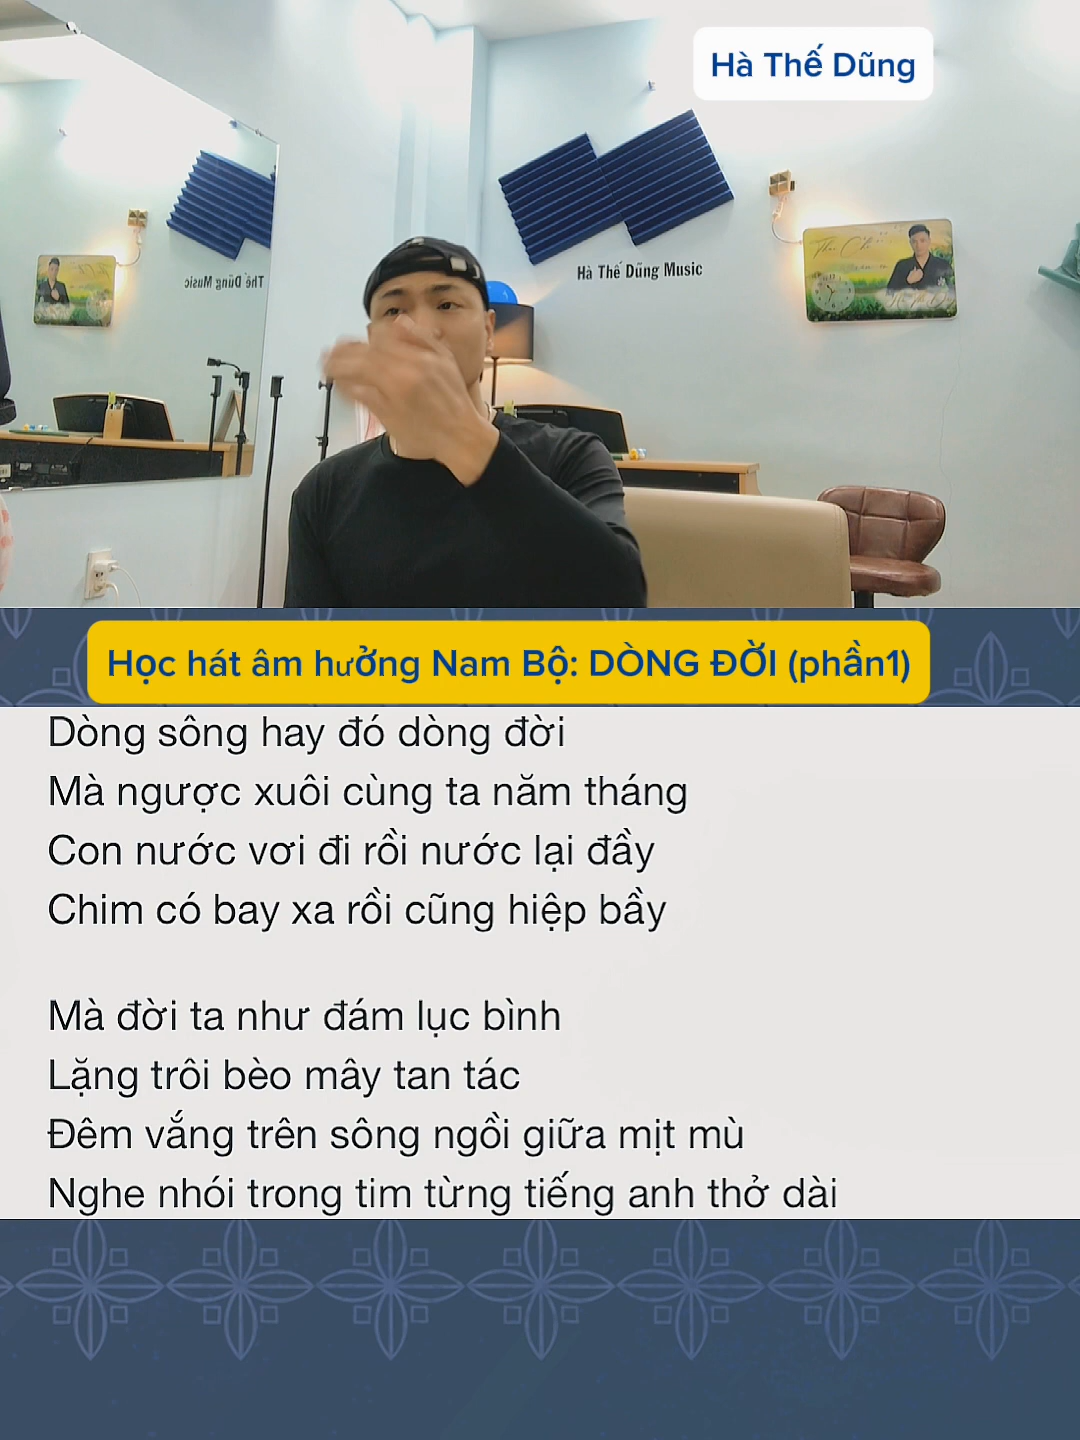 Hà Thế Dũng
Hà Thế Dũng Music
Thế Dũng Music
Học hát âm hưởng Nam Bộ: DÒNG ĐỜI (phần1)
Dòng sông hay đó dòng đời
Mà ngược xuôi cùng ta năm tháng
Con nước vơi đi rồi nước lại đầy
Chim có bay xa rồi cũng hiệp bầy
Mà đời ta như đám lục bình
Lặng trôi bèo mây tan tác
Đêm vắng trên sông ngồi giữa mịt mù
Nghe nhói trong tim từng tiếng anh thở dài